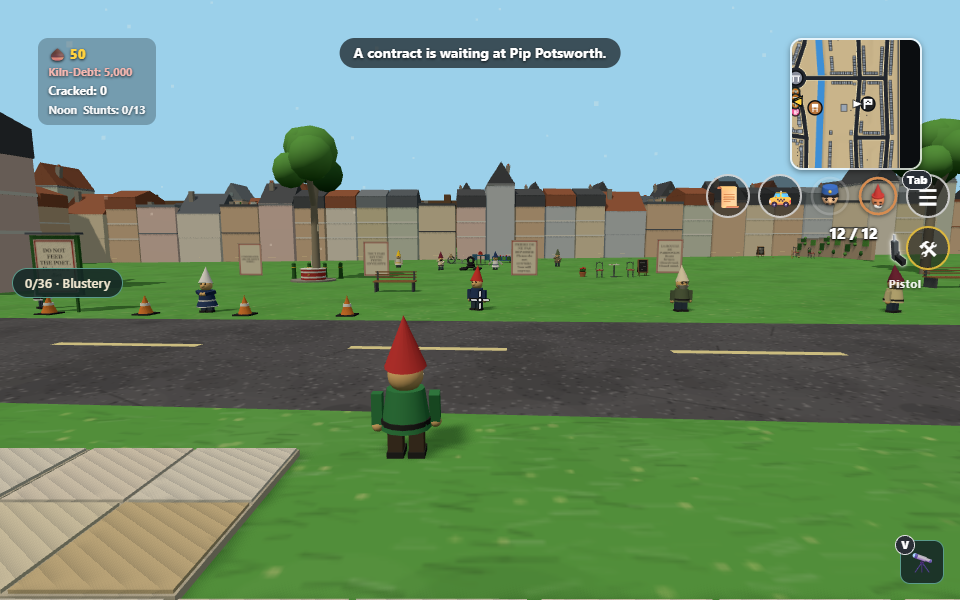 50
Kiln-Debt: 5,000
Cracked: 0
Noon Stunts: 0/13
A contract is waiting at Pip Potsworth.
Tab
12 / 12
Pistol
DO NOT
FEED THE POET.
0/36 · Blustery
V